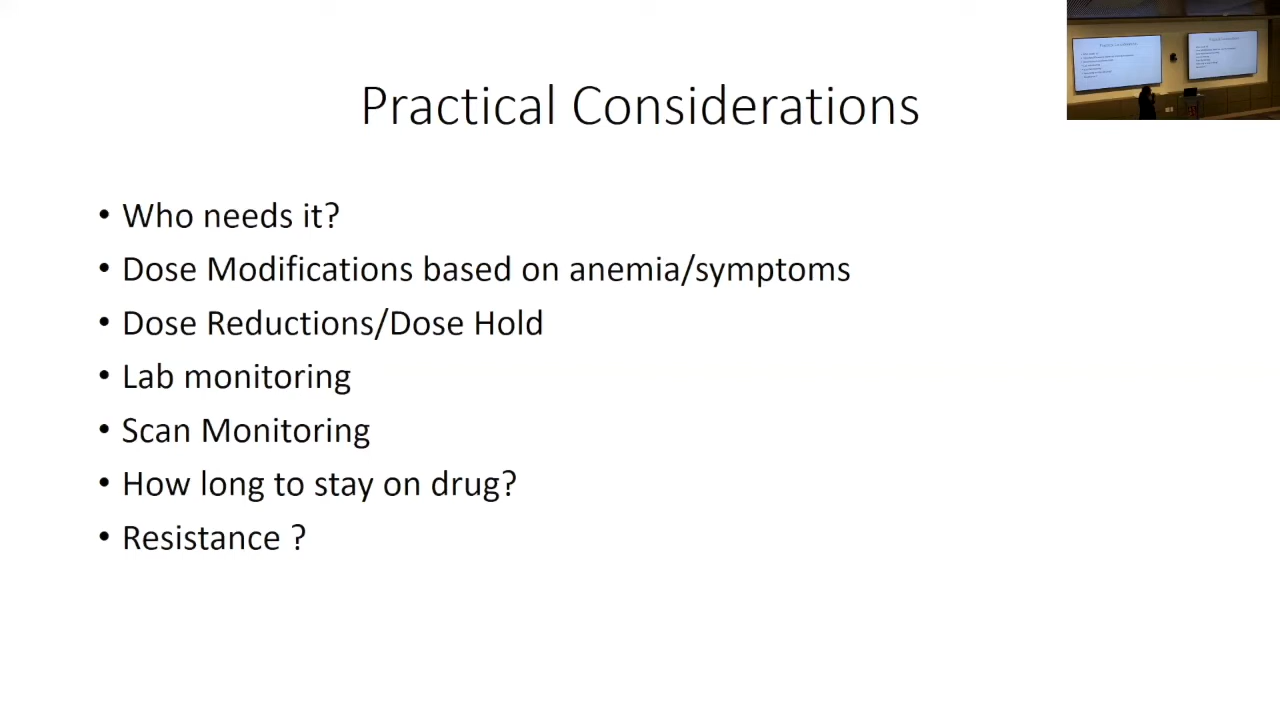 Practical Considerations
• Who needs it?
• Dose Modifications based on anemia/symptoms
• Dose Reductions/Dose Hold
• Lab monitoring
• Scan Monitoring
• How long to stay on drug?
• Resistance ?